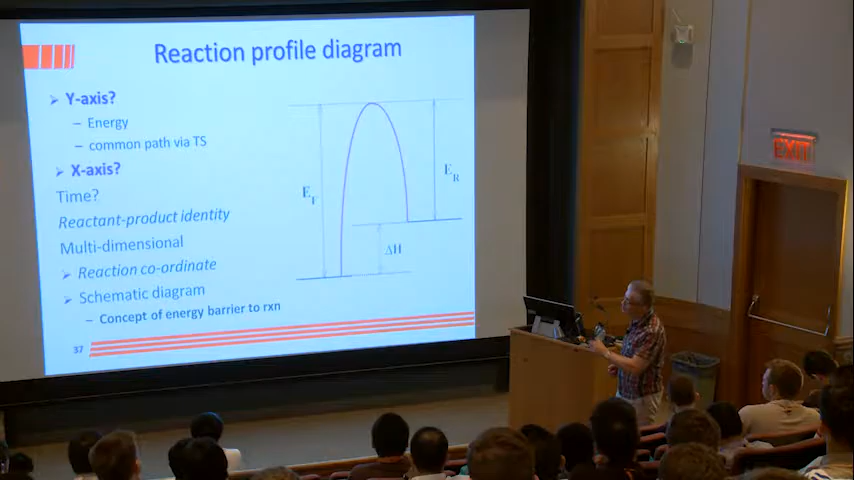 Reaction profile diagram
➤ Y-axis?
– Energy
– common path via TS
➤ X-axis?
Time?
Reactant-product identity
Multi-dimensional
➤ Reaction co-ordinate
➤ Schematic diagram
– Concept of energy barrier to rxn
E_F
E_R
ΔH
37
EXIT